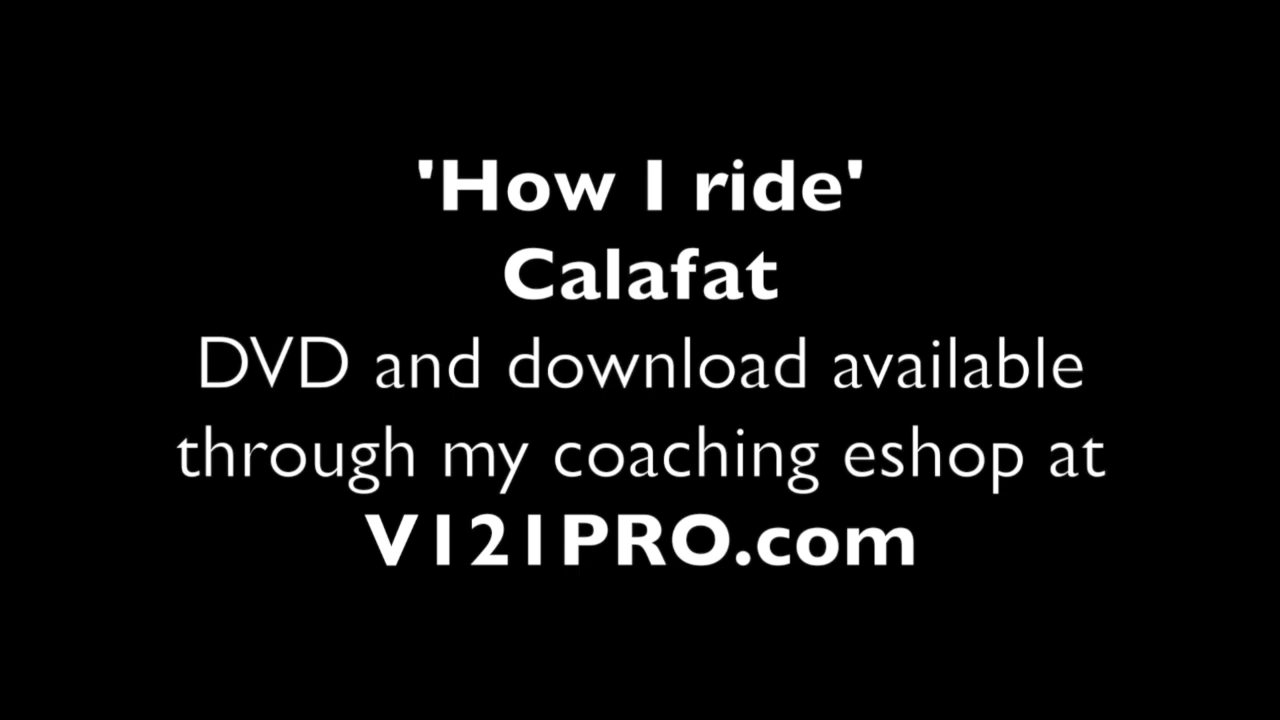 'How I ride'
Calafat
DVD and download available
through my coaching eshop at
V121PRO.com